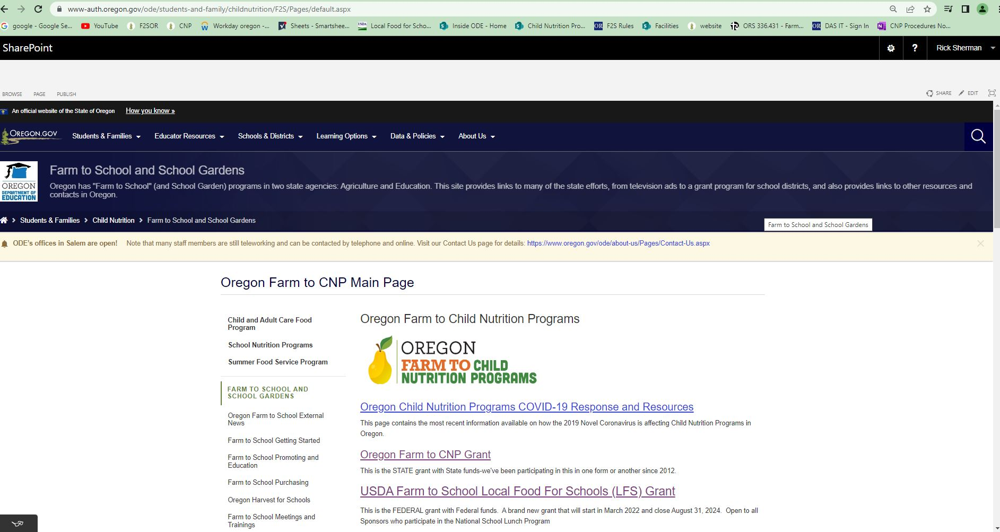 www-auth.oregon.gov/ode/students-and-family/childnutrition/F2S/Pages/default.aspx
google - Google Se...
YouTube
F2SOR
CNP
Workday oregon -...
Sheets - Smartshee...
Local Food for Scho...
Inside ODE - Home
Child Nutrition Pro...
F2S Rules
Facilities
website
ORS 336.431 - Farm...
DAS IT - Sign In
CNP Procedures No...
SharePoint
?
Rick Sherman
BROWSE
PAGE
PUBLISH
SHARE
EDIT
An official website of the State of Oregon
How you know »
OREGON.GOV
Students & Families
Educator Resources
Schools & Districts
Learning Options
Data & Policies
About Us
OREGON
DEPARTMENT OF
EDUCATION
Farm to School and School Gardens
Oregon has "Farm to School" (and School Garden) programs in two state agencies: Agriculture and Education. This site provides links to many of the state efforts, from television ads to a grant program for school districts, and also provides links to other resources and
contacts in Oregon.
Students & Families > Child Nutrition > Farm to School and School Gardens
Farm to School and School Gardens
ODE's offices in Salem are open! Note that many staff members are still teleworking and can be contacted by telephone and online. Visit our Contact Us page for details: https://www.oregon.gov/ode/about-us/Pages/Contact-Us.aspx
Oregon Farm to CNP Main Page
Child and Adult Care Food
Program
School Nutrition Programs
Summer Food Service Program
FARM TO SCHOOL AND
SCHOOL GARDENS
Oregon Farm to School External
News
Farm to School Getting Started
Farm to School Promoting and
Education
Farm to School Purchasing
Oregon Harvest for Schools
Farm to School Meetings and
Trainings
Oregon Farm to Child Nutrition Programs
OREGON
FARM TO CHILD
NUTRITION PROGRAMS
Oregon Child Nutrition Programs COVID-19 Response and Resources
This page contains the most recent information available on how the 2019 Novel Coronavirus is affecting Child Nutrition Programs in
Oregon.
Oregon Farm to CNP Grant
This is the STATE grant with State funds-we've been participating in this in one form or another since 2012.
USDA Farm to School Local Food For Schools (LFS) Grant
This is the FEDERAL grant with Federal funds. A brand new grant that will start in March 2022 and close August 31, 2024. Open to all
Sponsors who participate in the National School Lunch Program